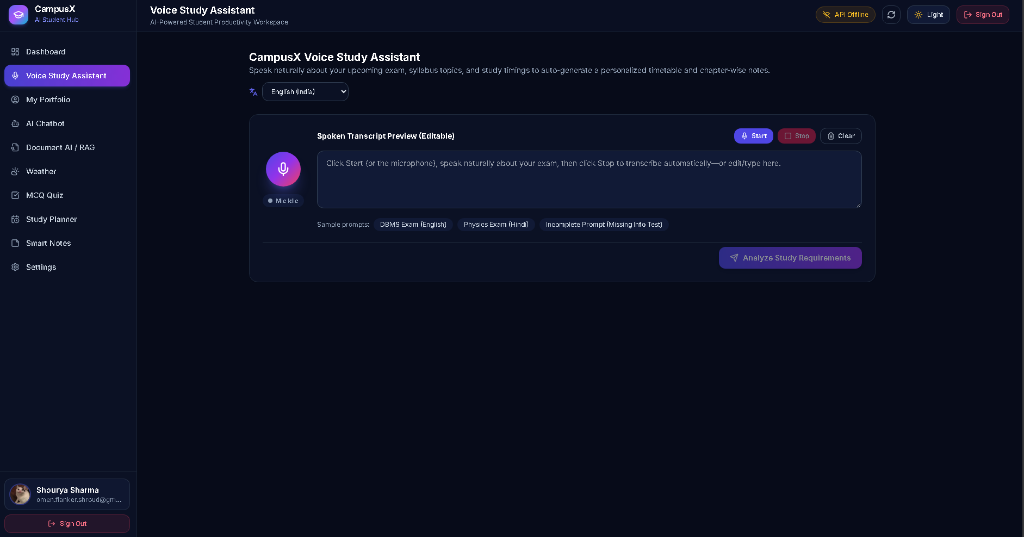 CampusX
AI Student Hub
Dashboard
Voice Study Assistant
My Portfolio
AI Chatbot
Document AI / RAG
Weather
MCQ Quiz
Study Planner
Smart Notes
Settings
Shourya Sharma
Sign Out
Voice Study Assistant
AI-Powered Student Productivity Workspace
API Offline
Light
Sign Out
CampusX Voice Study Assistant
Speak naturally about your upcoming exam, syllabus topics, and study timings to auto-generate a personalized timetable and chapter-wise notes.
English (India)
Spoken Transcript Preview (Editable)
Start
Stop
Clear
Click Start (or the microphone), speak naturally about your exam, then click Stop to transcribe automatically—or edit/type here.
Mic Idle
Sample prompts:
DBMS Exam (English)
Physics Exam (Hindi)
Incomplete Prompt (Missing Info Test)
Analyze Study Requirements